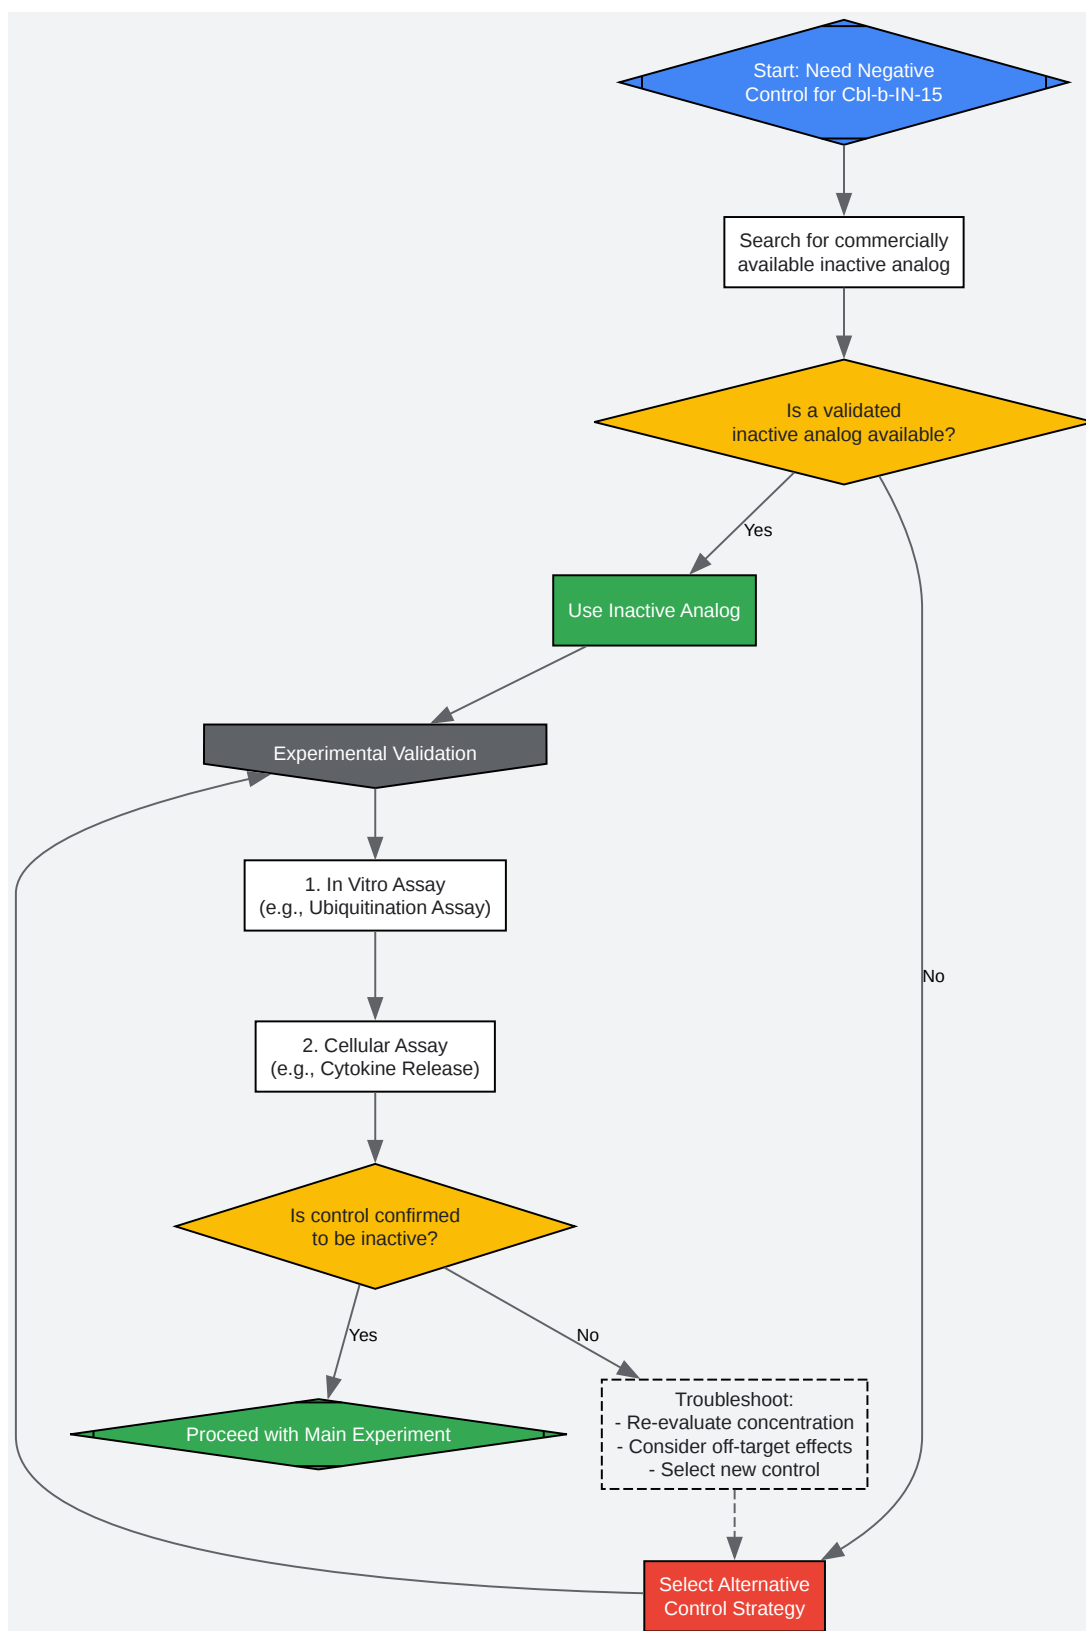 Start: Need Negative
Control for Cbl-b-IN-15
Search for commercially
available inactive analog
Is a validated
inactive analog available?
Yes
Use Inactive Analog
Experimental Validation
1. In Vitro Assay
(e.g., Ubiquitination Assay)
No
2. Cellular Assay
(e.g., Cytokine Release)
Is control confirmed
to be inactive?
Yes
No
Troubleshoot:
- Re-evaluate concentration
- Consider off-target effects
- Select new control
Proceed with Main Experiment
Select Alternative
Control Strategy